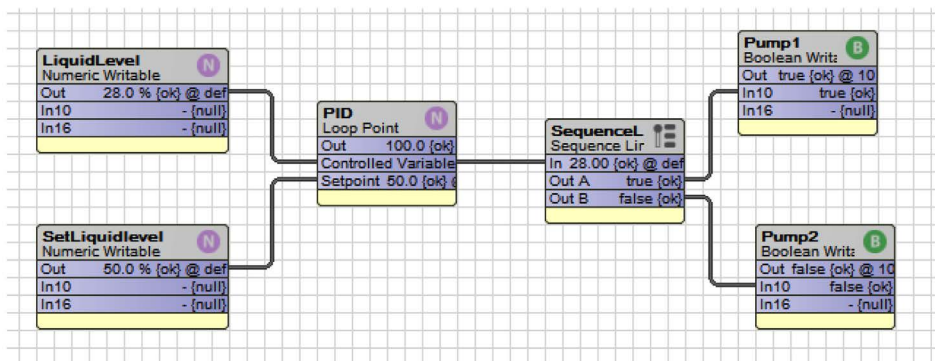 LiquidLevel
Numeric Writable
N
Out 28.0 % {ok} @ def
In10 - {null}
In16 - {null}
PID
Loop Point
N
Out 100.0 {ok}
Controlled Variable
Setpoint 50.0 {ok} (
SetLiquidlevel
Numeric Writable
N
Out 50.0 % {ok} @ def
In10 - {null}
In16 - {null}
SequenceL
Sequence Lir
In 28.00 {ok} @ def
Out A true {ok}
Out B false {ok}
Pump1
Boolean Write
B
Out true {ok} @ 10
In10 true {ok}
In16 - {null}
Pump2
Boolean Write
B
Out false {ok} @ 10
In10 false {ok}
In16 - {null}